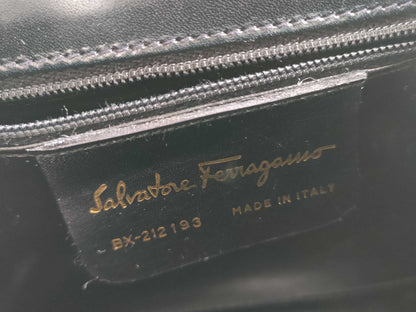 Salvatore Ferragamo
BX-212193 MADE IN ITALY